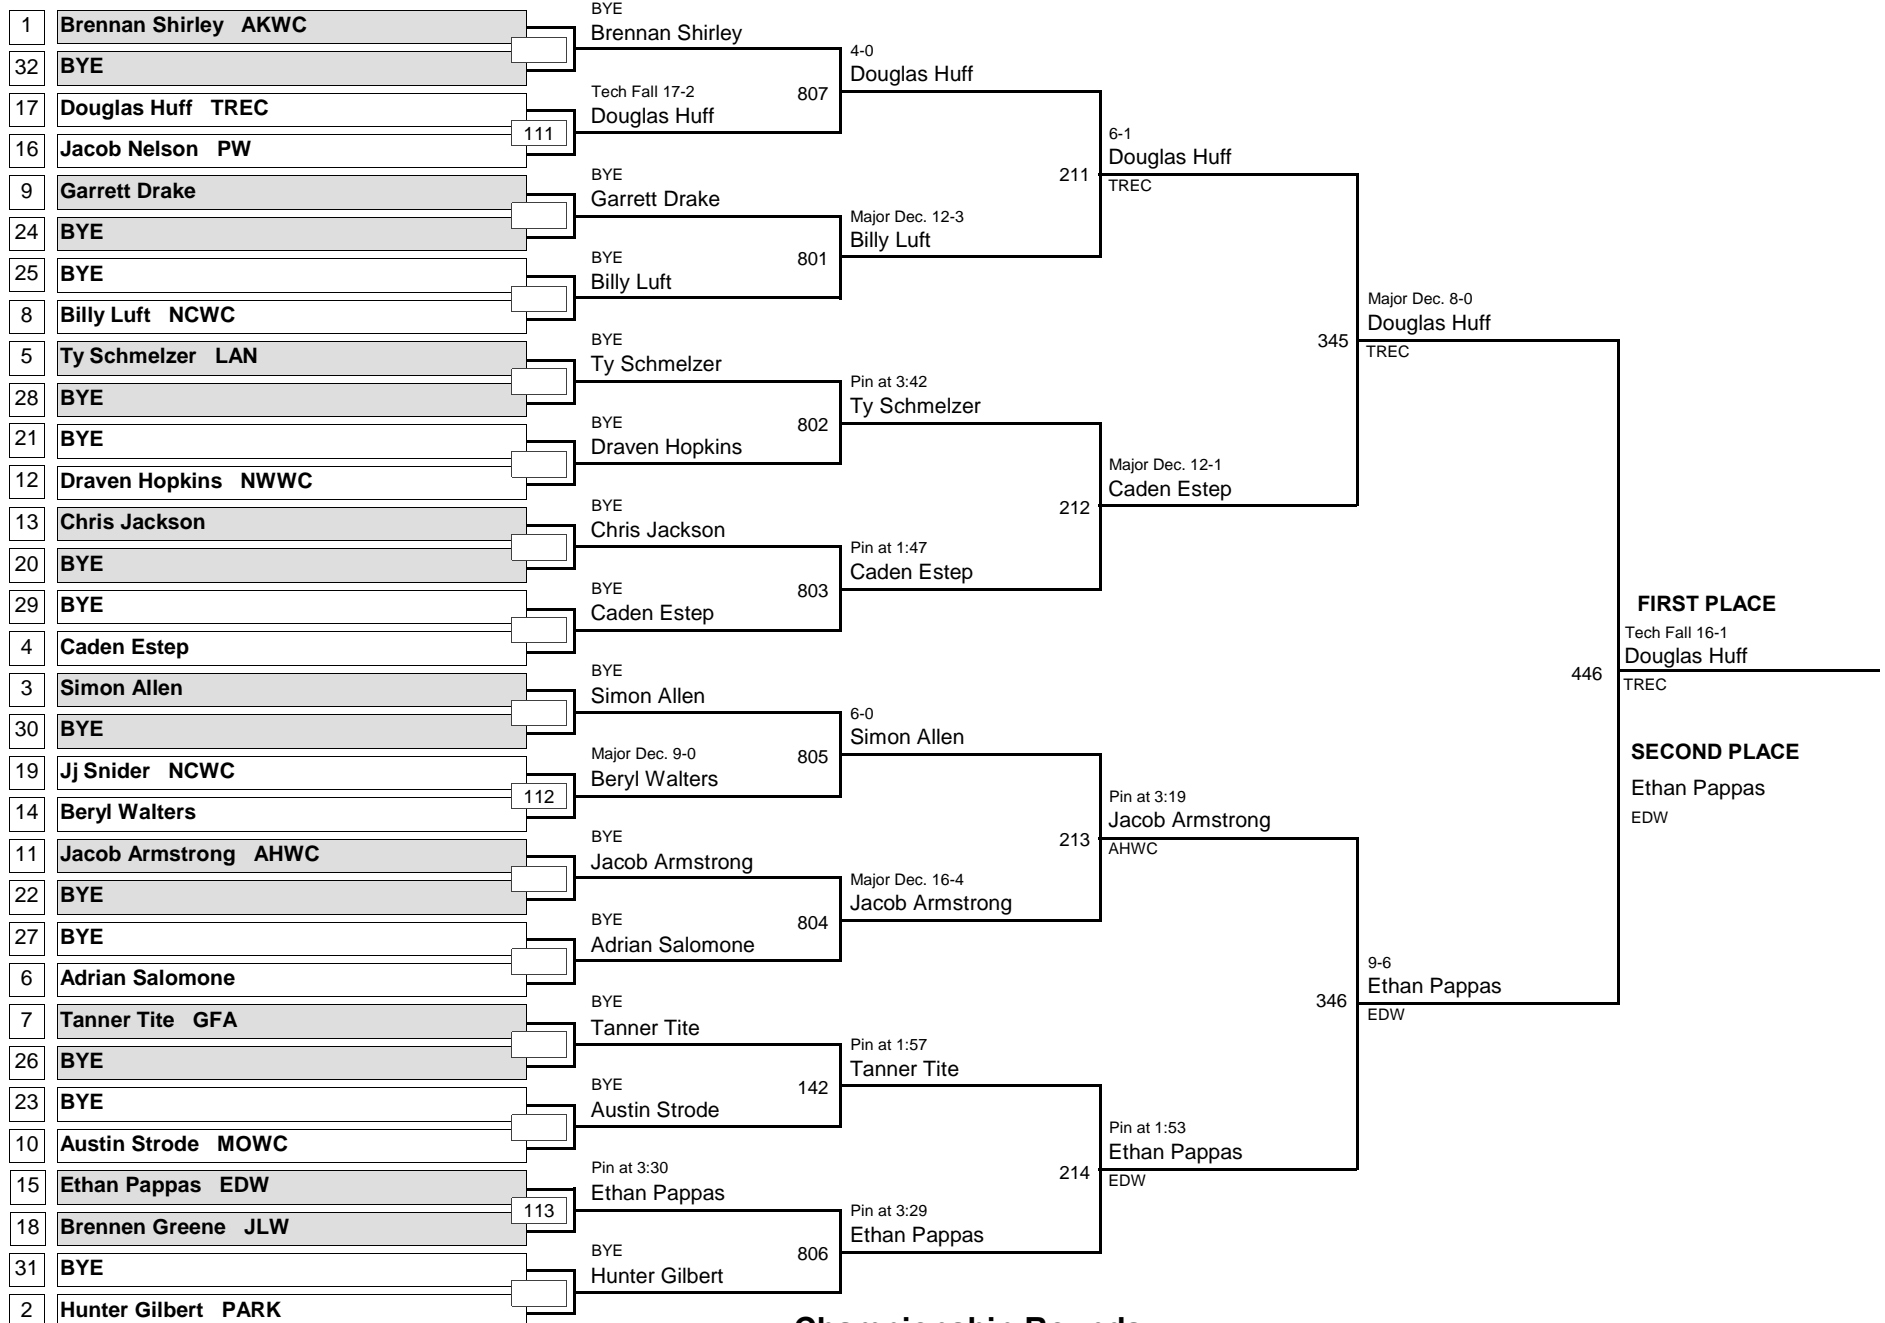 1 Brennan Shirley AKWC
32 BYE
17 Douglas Huff TREC
16 Jacob Nelson PW
9 Garrett Drake
24 BYE
25 BYE
8 Billy Luft NCWC
5 Ty Schmelzer LAN
28 BYE
21 BYE
12 Draven Hopkins NWWC
13 Chris Jackson
20 BYE
29 BYE
4 Caden Estep
3 Simon Allen
30 BYE
19 Jj Snider NCWC
14 Beryl Walters
11 Jacob Armstrong AHWC
22 BYE
27 BYE
6 Adrian Salomone
7 Tanner Tite GFA
26 BYE
23 BYE
10 Austin Strode MOWC
15 Ethan Pappas EDW
18 Brennen Greene JLW
31 BYE
2 Hunter Gilbert PARK
111
112
113
BYE
Brennan Shirley
Tech Fall 17-2
Douglas Huff
BYE
Garrett Drake
BYE
Billy Luft
BYE
Ty Schmelzer
BYE
Draven Hopkins
BYE
Chris Jackson
BYE
Caden Estep
BYE
Simon Allen
Major Dec. 9-0
Beryl Walters
BYE
Jacob Armstrong
BYE
Adrian Salomone
BYE
Tanner Tite
BYE
Austin Strode
Pin at 3:30
Ethan Pappas
BYE
Hunter Gilbert
807
801
802
803
805
804
142
806
4-0
Douglas Huff
Major Dec. 12-3
Billy Luft
Pin at 3:42
Ty Schmelzer
Pin at 1:47
Caden Estep
6-0
Simon Allen
Major Dec. 16-4
Jacob Armstrong
Pin at 1:57
Tanner Tite
Pin at 3:29
Ethan Pappas
211
212
213
214
6-1
Douglas Huff
TREC
Major Dec. 12-1
Caden Estep
Pin at 3:19
Jacob Armstrong
AHWC
Pin at 1:53
Ethan Pappas
EDW
345
346
Major Dec. 8-0
Douglas Huff
TREC
9-6
Ethan Pappas
EDW
446
FIRST PLACE
Tech Fall 16-1
Douglas Huff
TREC
SECOND PLACE
Ethan Pappas
EDW
Championship Rounds